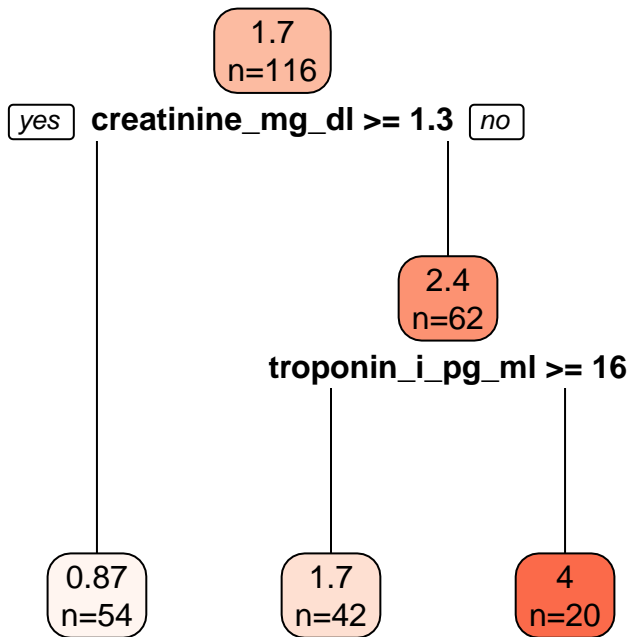 1.7
n=116
yes creatinine_mg_dl >= 1.3 no
2.4
n=62
troponin_i_pg_ml >= 16
0.87
n=54
1.7
n=42
4
n=20